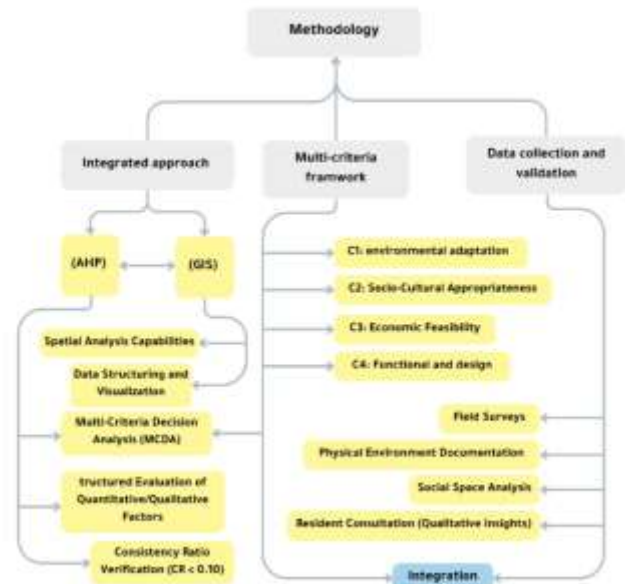 Methodology
Integrated approach
Multi-criteria
framwork
Data collection and
validation
(AHP)
(GIS)
Spatial Analysis Capabilities
Data Structuring and
Visualization
Multi-Criteria Decision
Analysis (MCDA)
tructured Evaluation of
Quantitative/Qualitative
Factors
Consistency Ratio
Verification (CR < 0.10)
C1: environmental adaptation
C2: Socio-Cultural Appropriateness
C3: Economic Feasibility
C4: Functional and design
Field Surveys
Physical Environment Documentation
Social Space Analysis
Resident Consultation (Qualitative Insights)
Integration